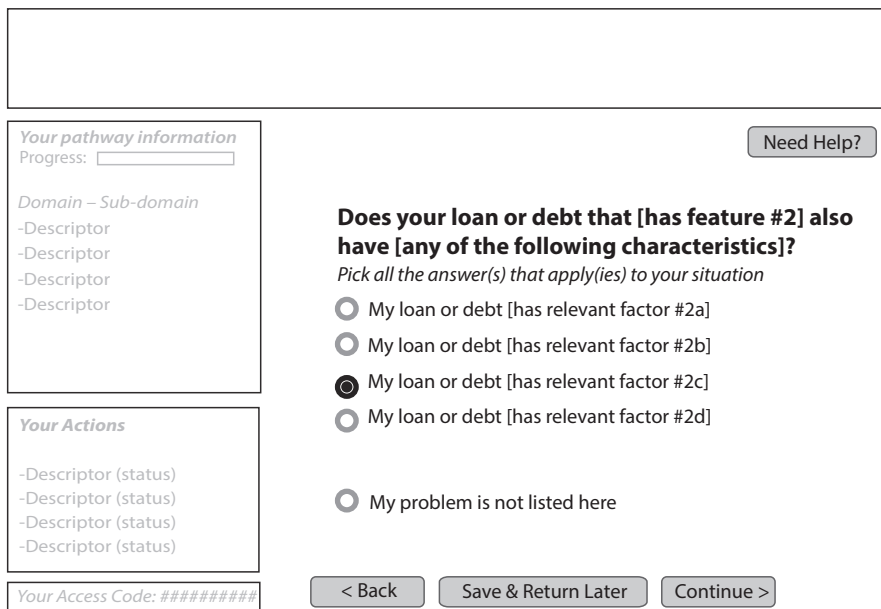 Your pathway information
Progress:
Domain – Sub-domain
-Descriptor
-Descriptor
-Descriptor
-Descriptor
Your Actions
-Descriptor (status)
-Descriptor (status)
-Descriptor (status)
-Descriptor (status)
Your Access Code: ##########
Need Help?
Does your loan or debt that [has feature #2] also
have [any of the following characteristics]?
Pick all the answer(s) that apply(ies) to your situation
My loan or debt [has relevant factor #2a]
My loan or debt [has relevant factor #2b]
My loan or debt [has relevant factor #2c]
My loan or debt [has relevant factor #2d]
My problem is not listed here
< Back
Save & Return Later
Continue >